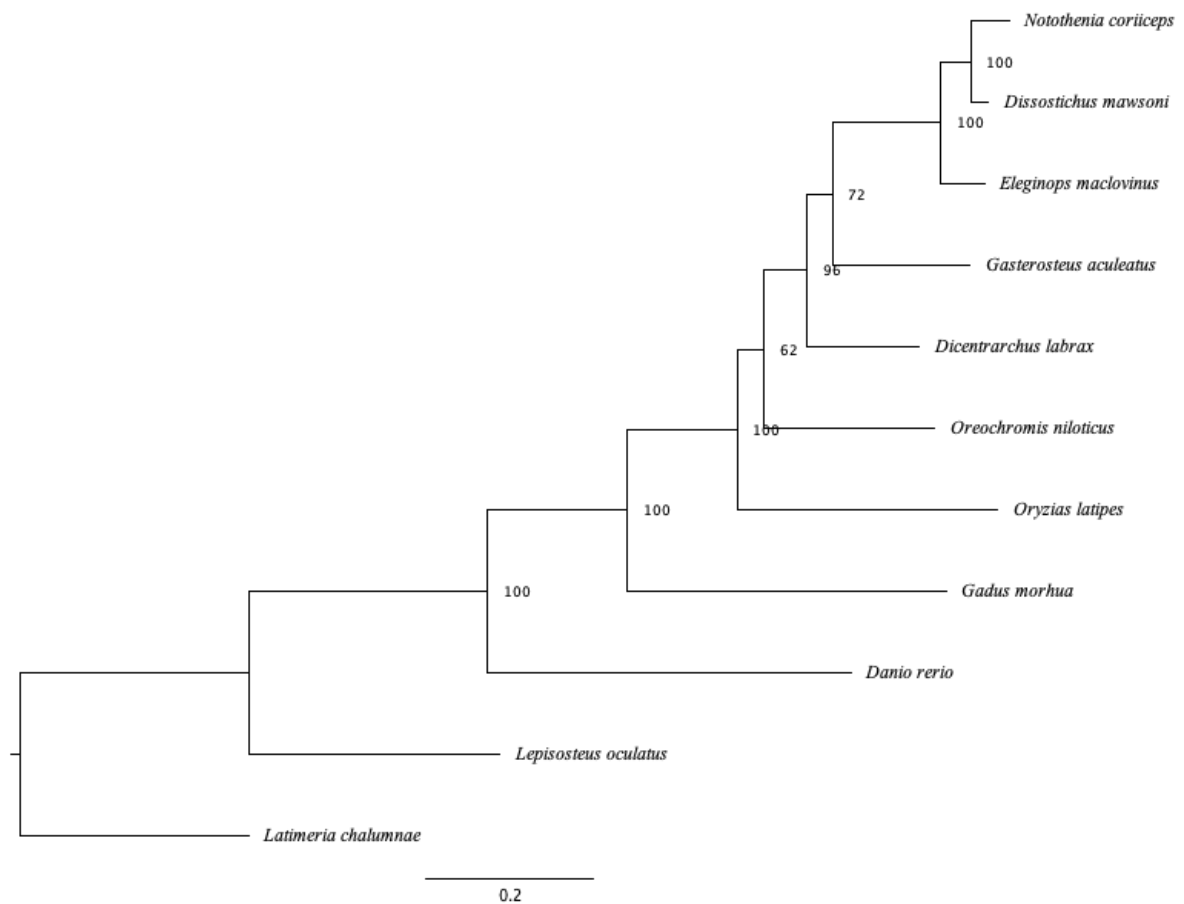 Notothenia coriiceps
100
Dissostichus mawsoni
100
Eleginops maclovinus
72
Gasterosteus aculeatus
96
Dicentrarchus labrax
62
Oreochromis niloticus
100
Oryzias latipes
100
Gadus morhua
100
Danio rerio
Lepisosteus oculatus
Latimeria chalumnae
0.2